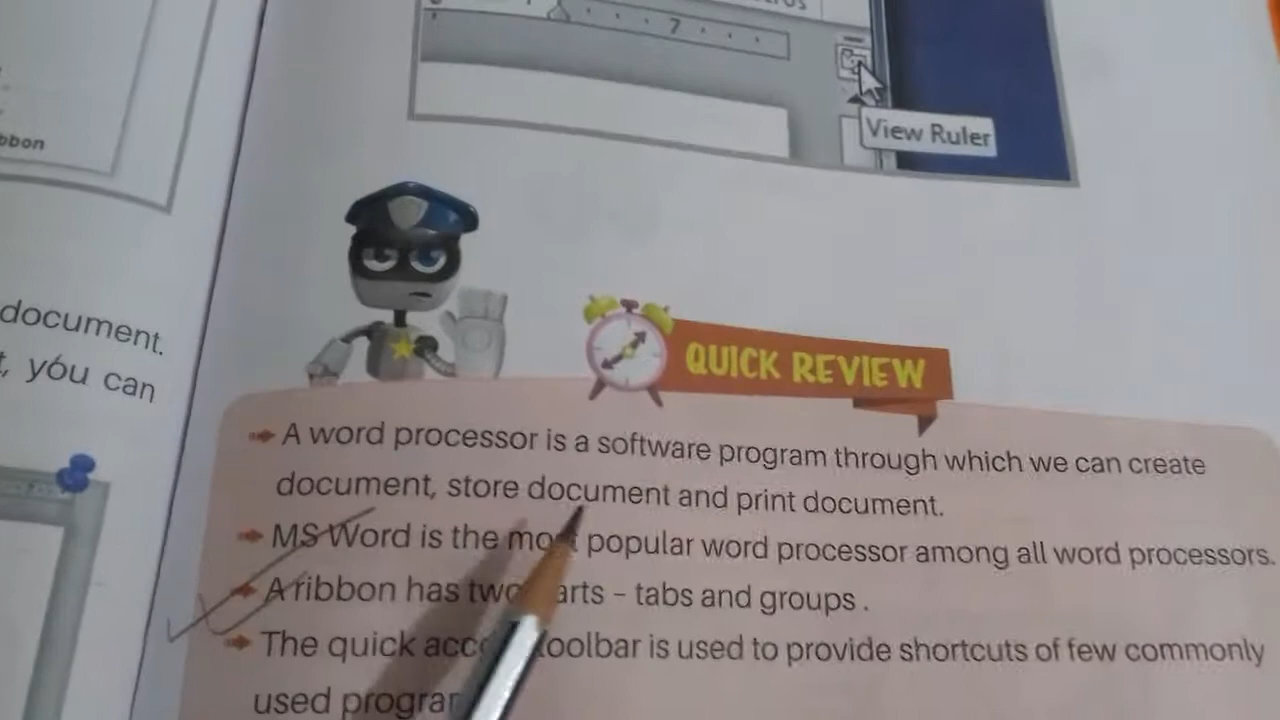 7
View Ruler
bbon
document.
, you can
QUICK REVIEW
A word processor is a software program through which we can create
document, store document and print document.
MS Word is the most popular word processor among all word processors.
A ribbon has two arts - tabs and groups .
The quick acc toolbar is used to provide shortcuts of few commonly
used progra